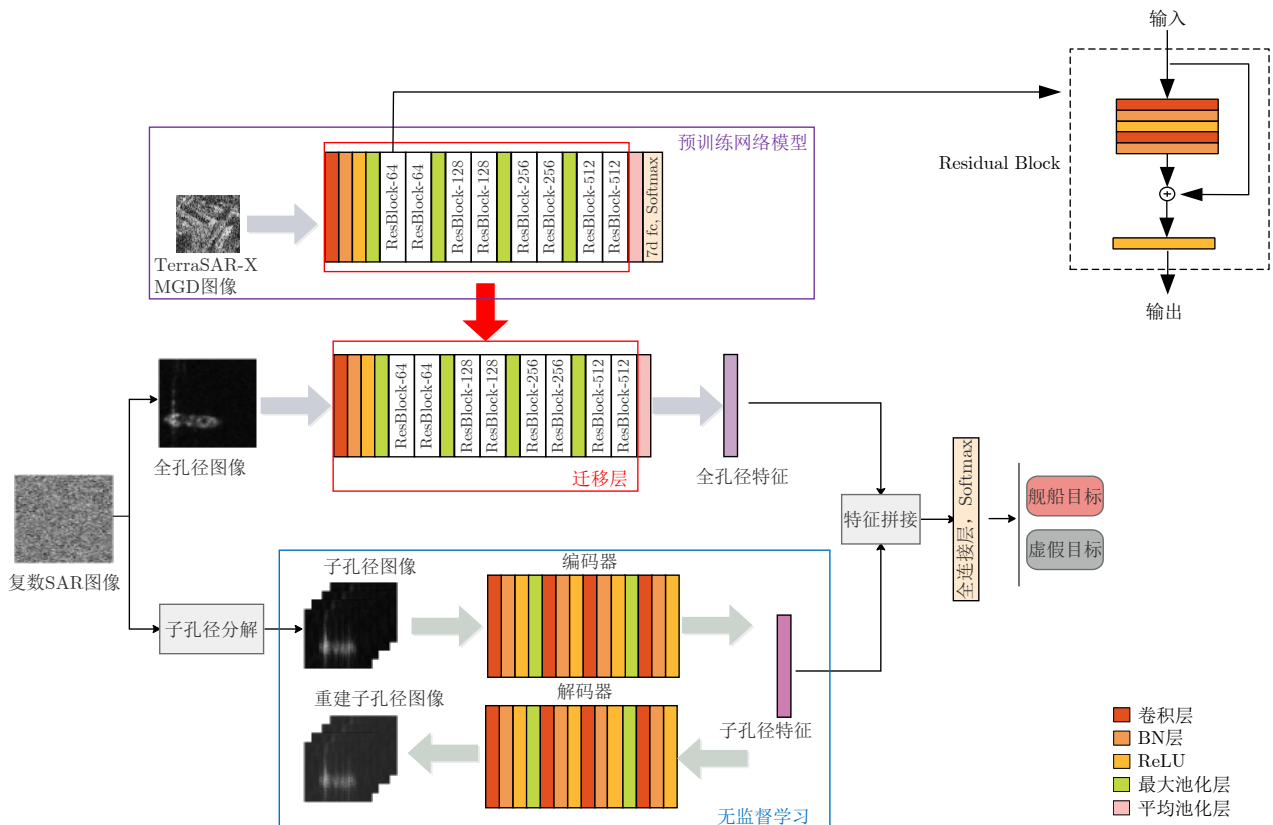 输入
Residual Block
输出
预训练网络模型
TerraSAR-X
MGD图像
ResBlock-64
ResBlock-64
ResBlock-128
ResBlock-128
ResBlock-256
ResBlock-256
ResBlock-512
ResBlock-512
7d fc, Softmax
全孔径图像
ResBlock-64
ResBlock-64
ResBlock-128
ResBlock-128
ResBlock-256
ResBlock-256
ResBlock-512
ResBlock-512
迁移层
全孔径特征
复数SAR图像
子孔径分解
子孔径图像
编码器
重建子孔径图像
解码器
子孔径特征
无监督学习
特征拼接
全连接层，Softmax
舰船目标
虚假目标
卷积层
BN层
ReLU
最大池化层
平均池化层